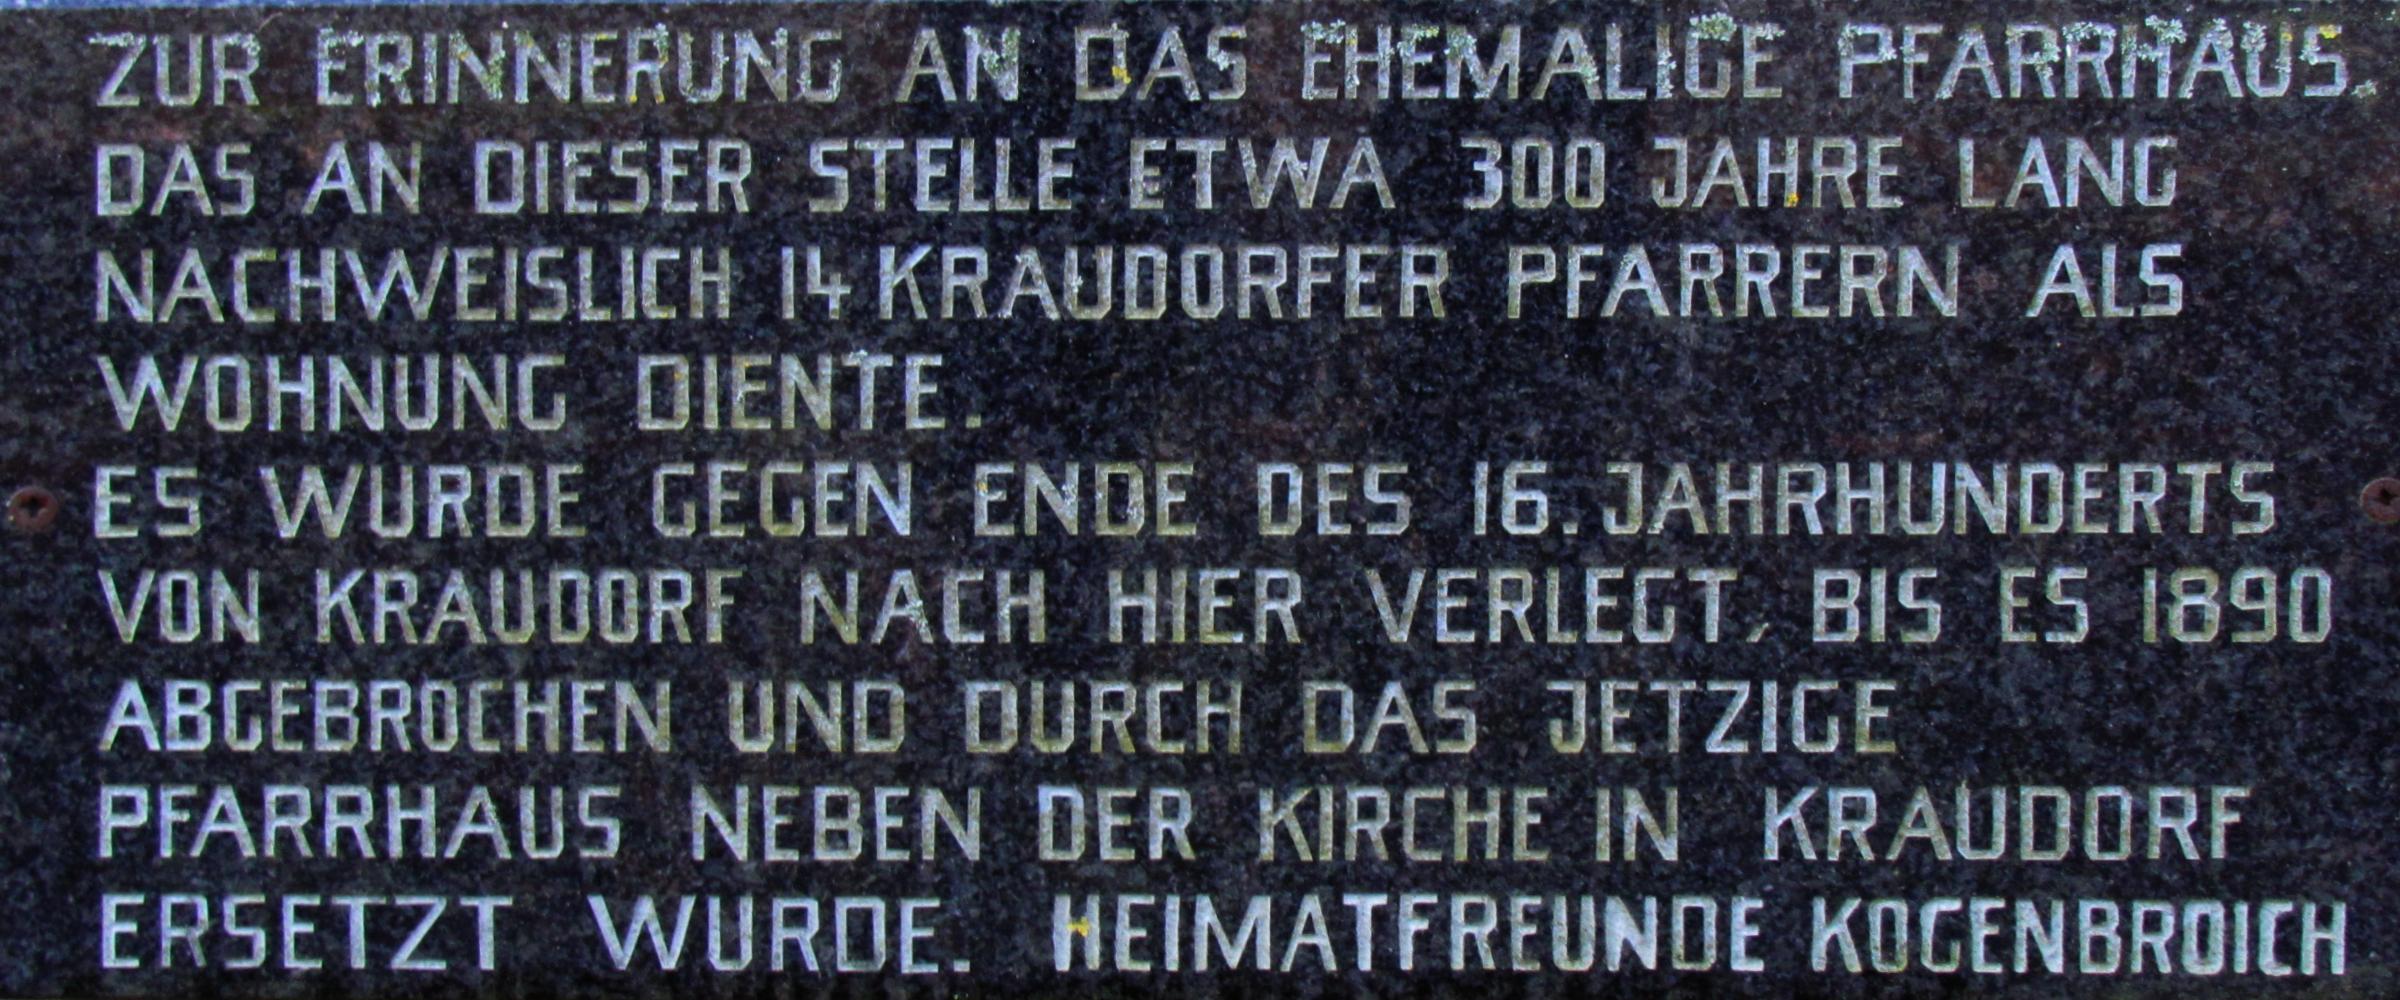 ZUR ERINNERUNG AN DAS EHEMALIGE PFARRHAUS,
DAS AN DIESER STELLE ETWA 300 JAHRE LANG
NACHWEISLICH 14 KRAUDORFER PFARRERN ALS
WOHNUNG DIENTE.
ES WURDE GEGEN ENDE DES 16. JAHRHUNDERTS
VON KRAUDORF NACH HIER VERLEGT, BIS ES 1890
ABGEBROCHEN UND DURCH DAS JETZIGE
PFARRHAUS NEBEN DER KIRCHE IN KRAUDORF
ERSETZT WURDE. HEIMATFREUNDE KOGENBROICH